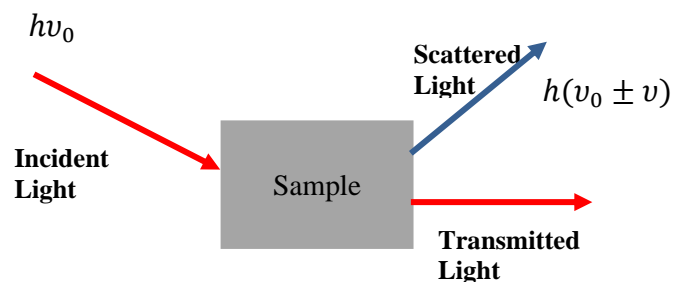 hυ₀
Scattered
Light
h(υ₀ ± υ)
Incident
Light
Sample
Transmitted
Light